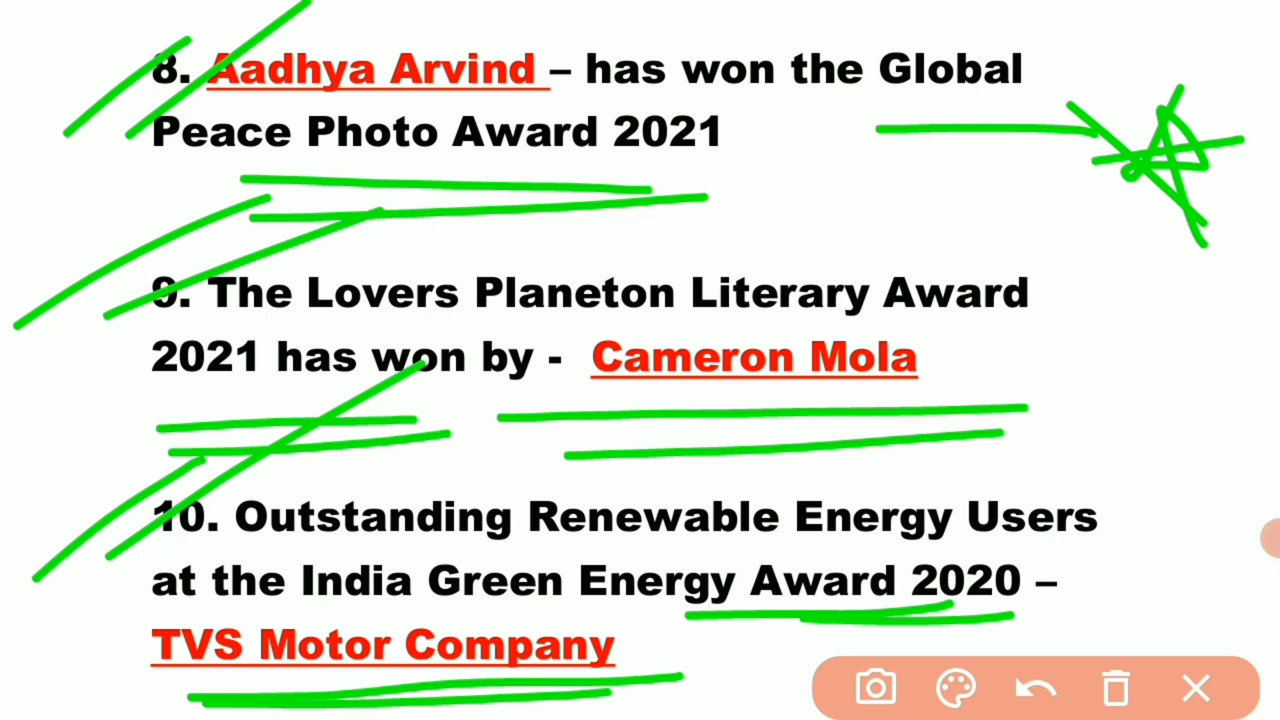 8. Aadhya Arvind – has won the Global
Peace Photo Award 2021
9. The Lovers Planeton Literary Award
2021 has won by - Cameron Mola
10. Outstanding Renewable Energy Users
at the India Green Energy Award 2020 –
TVS Motor Company